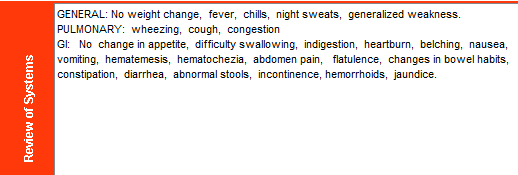 Review of Systems
GENERAL: No weight change, fever, chills, night sweats, generalized weakness.
PULMONARY: wheezing, cough, congestion
GI: No change in appetite, difficulty swallowing, indigestion, heartburn, belching, nausea,
vomiting, hematemesis, hematochezia, abdomen pain, flatulence, changes in bowel habits,
constipation, diarrhea, abnormal stools, incontinence, hemorrhoids, jaundice.